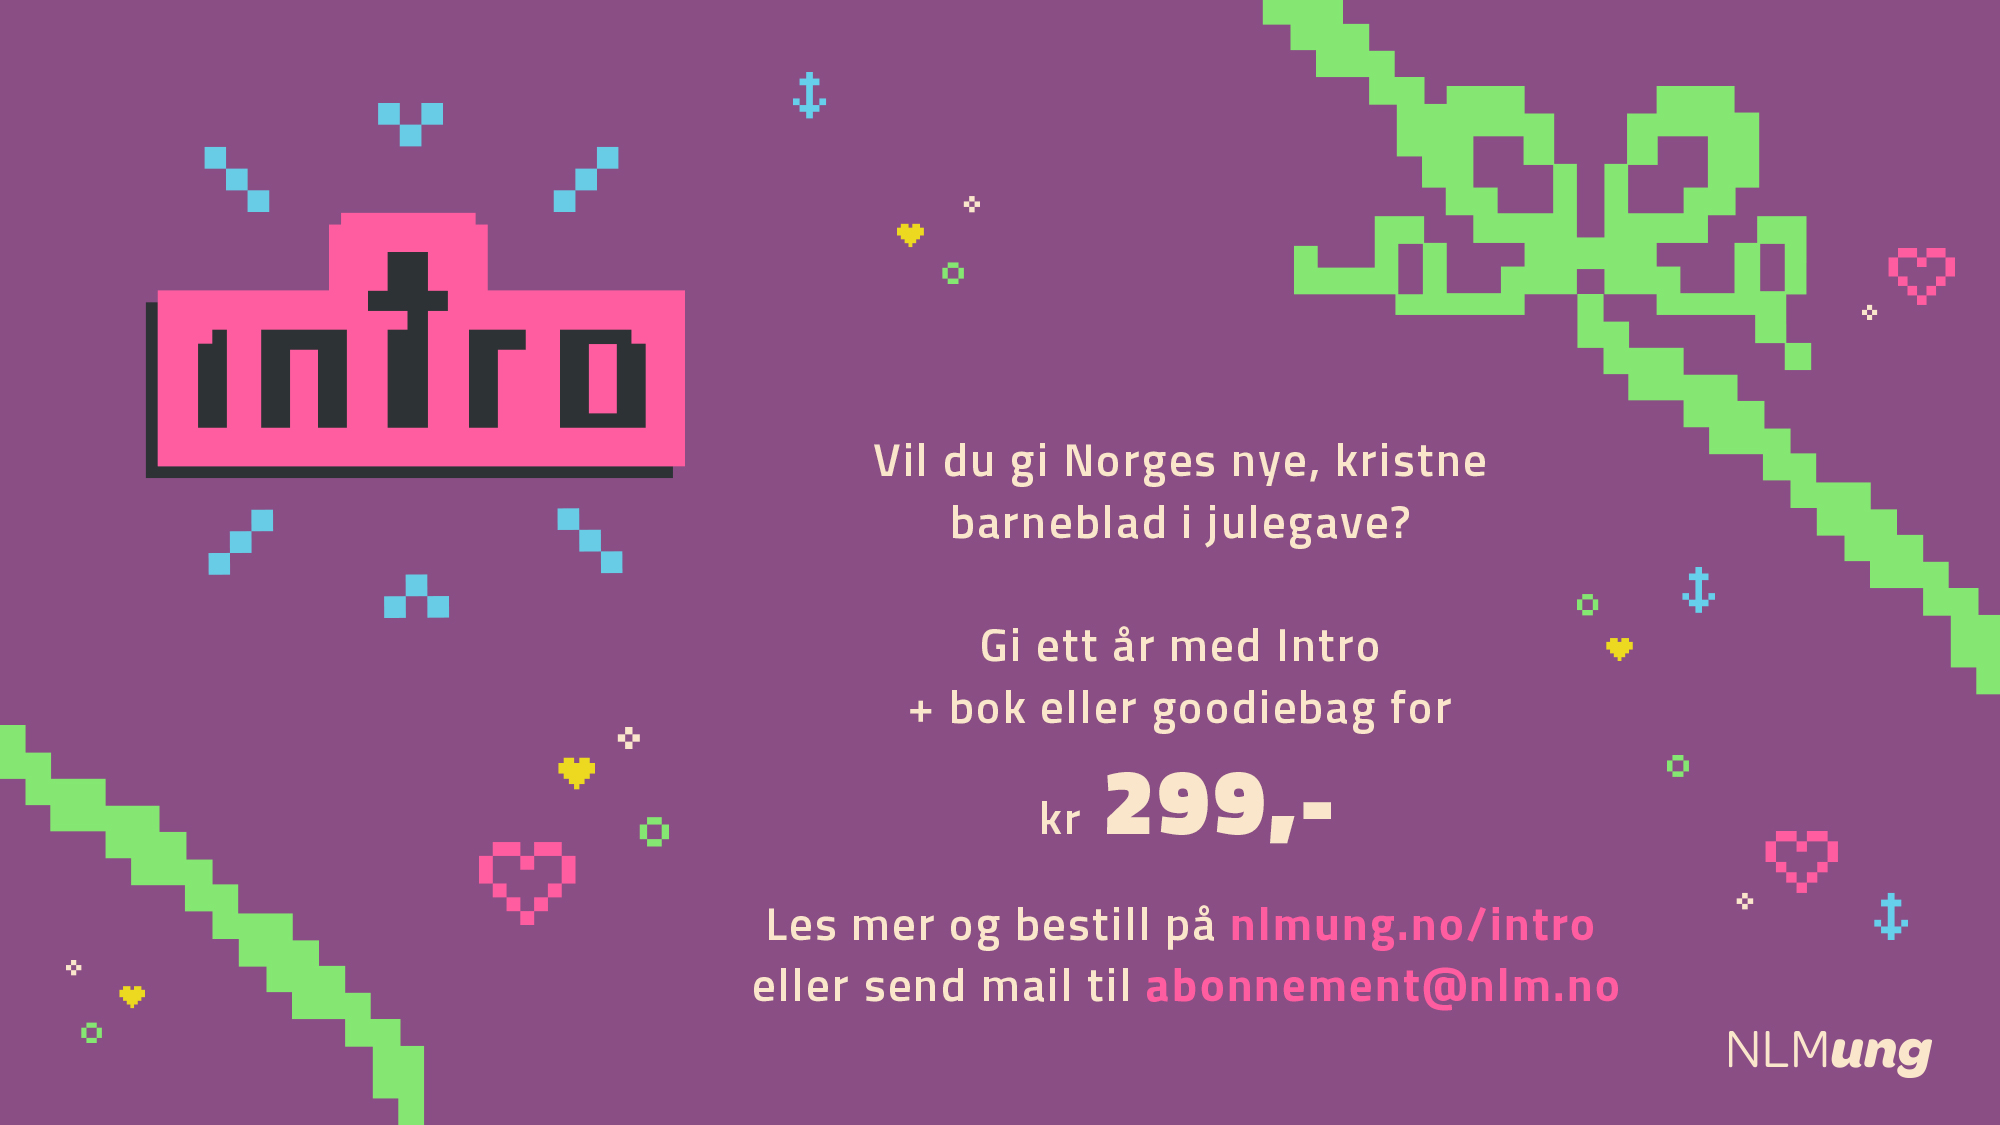 intro
Vil du gi Norges nye, kristne
barneblad i julegave?
Gi ett år med Intro
+ bok eller goodiebag for
kr 299,-
Les mer og bestill på nlmung.no/intro
eller send mail til abonnement@nlm.no
NLMung